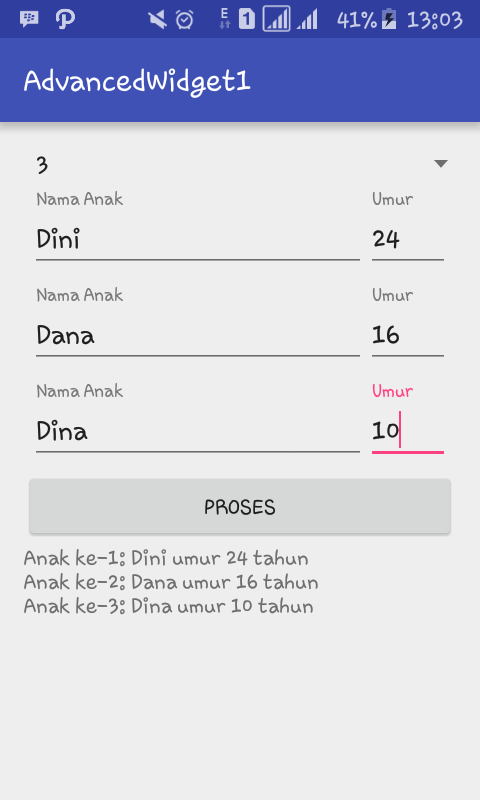 E 1 41% 13:03
AdvancedWidget1
3
Nama Anak Umur
Dini 24
Nama Anak Umur
Dana 16
Nama Anak Umur
Dina 10
PROSES
Anak ke-1: Dini umur 24 tahun
Anak ke-2: Dana umur 16 tahun
Anak ke-3: Dina umur 10 tahun